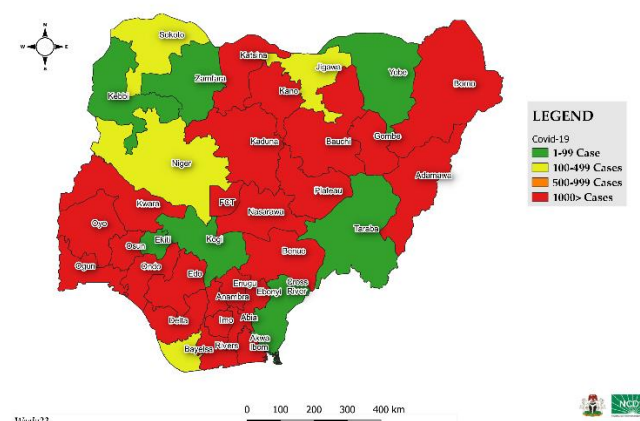 N
W E
S
Sokoto
Katsina
Jigawa
Yobe
Borno
Zamfara
Kebbi
Kano
Kaduna
Bauchi
Gombe
Niger
Adamawa
Plateau
FCT
Kwara
Nasarawa
Oyo
Taraba
Ekiti
Kogi
Osun
Benue
Ogun
Ondo
Edo
Enugu
Ebonyi
Cross
River
Anambra
Delta
Imo
Abia
Akwa
Ibom
Bayelsa
Rivers
LEGEND
Covid-19
1-99 Case
100-499 Cases
500-999 Cases
1000> Cases
0 100 200 300 400 km
NCD